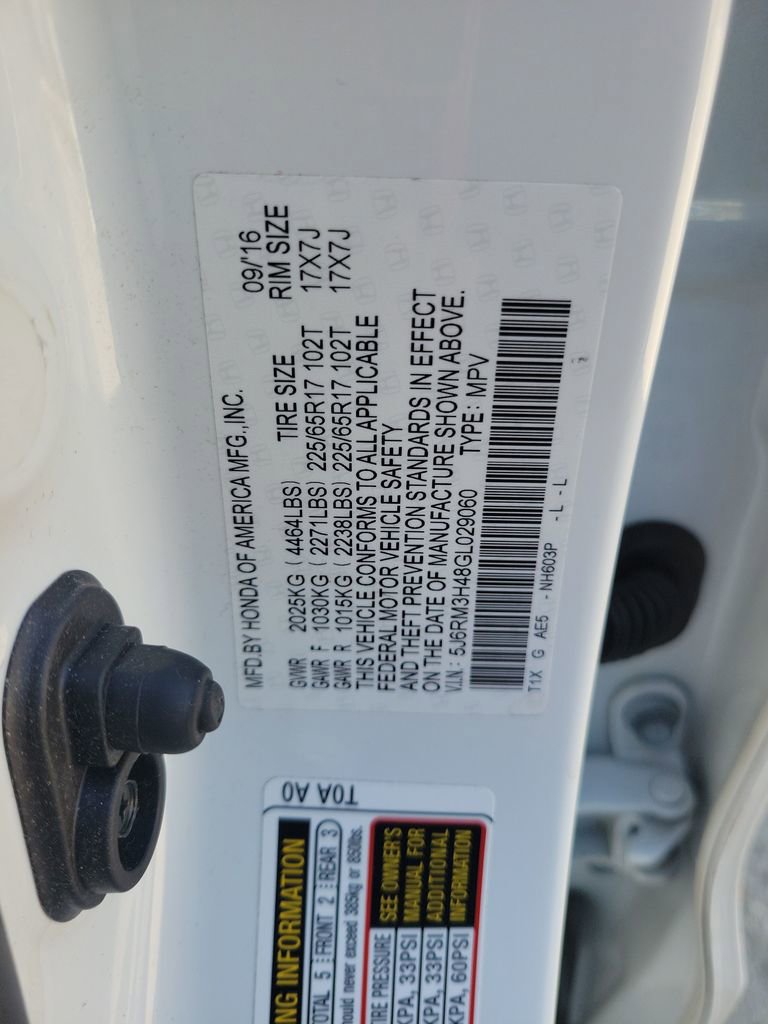 MFD.BY HONDA OF AMERICA MFG.,INC. 09/'16
TIRE SIZE RIM SIZE
GVWR 2025KG ( 4464LBS)
GAWR F 1030KG ( 2271LBS) 225/65R17 102T 17X7J
GAWR R 1015KG ( 2238LBS) 225/65R17 102T 17X7J
THIS VEHICLE CONFORMS TO ALL APPLICABLE
FEDERAL MOTOR VEHICLE SAFETY
AND THEFT PREVENTION STANDARDS IN EFFECT
ON THE DATE OF MANUFACTURE SHOWN ABOVE.
V.I.N.: 5J6RM3H48GL029060 TYPE: MPV
T1X G AE5 - NH603P -L -L
T0A A0
NG INFORMATION
OTAL 5 FRONT 2 REAR 3
ould never exceed 385kg or 850lbs.
TIRE PRESSURE
KPA, 33PSI
KPA, 33PSI
KPA, 60PSI
SEE OWNER'S
MANUAL FOR
ADDITIONAL
INFORMATION